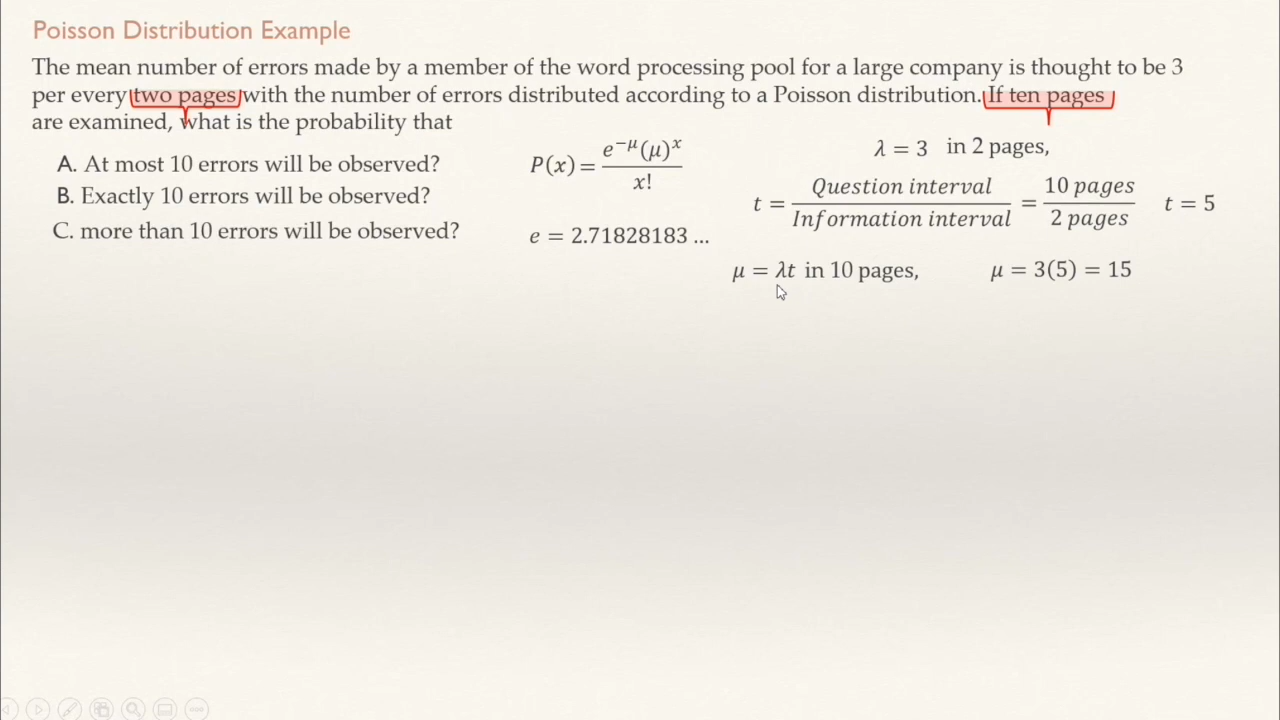 Poisson Distribution Example
The mean number of errors made by a member of the word processing pool for a large company is thought to be 3
per every two pages with the number of errors distributed according to a Poisson distribution. If ten pages
are examined, what is the probability that
A. At most 10 errors will be observed?
B. Exactly 10 errors will be observed?
C. more than 10 errors will be observed?
P(x) = e^{−μ}(μ)^x / x!
e = 2.71828183 ...
λ = 3 in 2 pages,
t = Question interval / Information interval = 10 pages / 2 pages t = 5
μ = λt in 10 pages, μ = 3(5) = 15